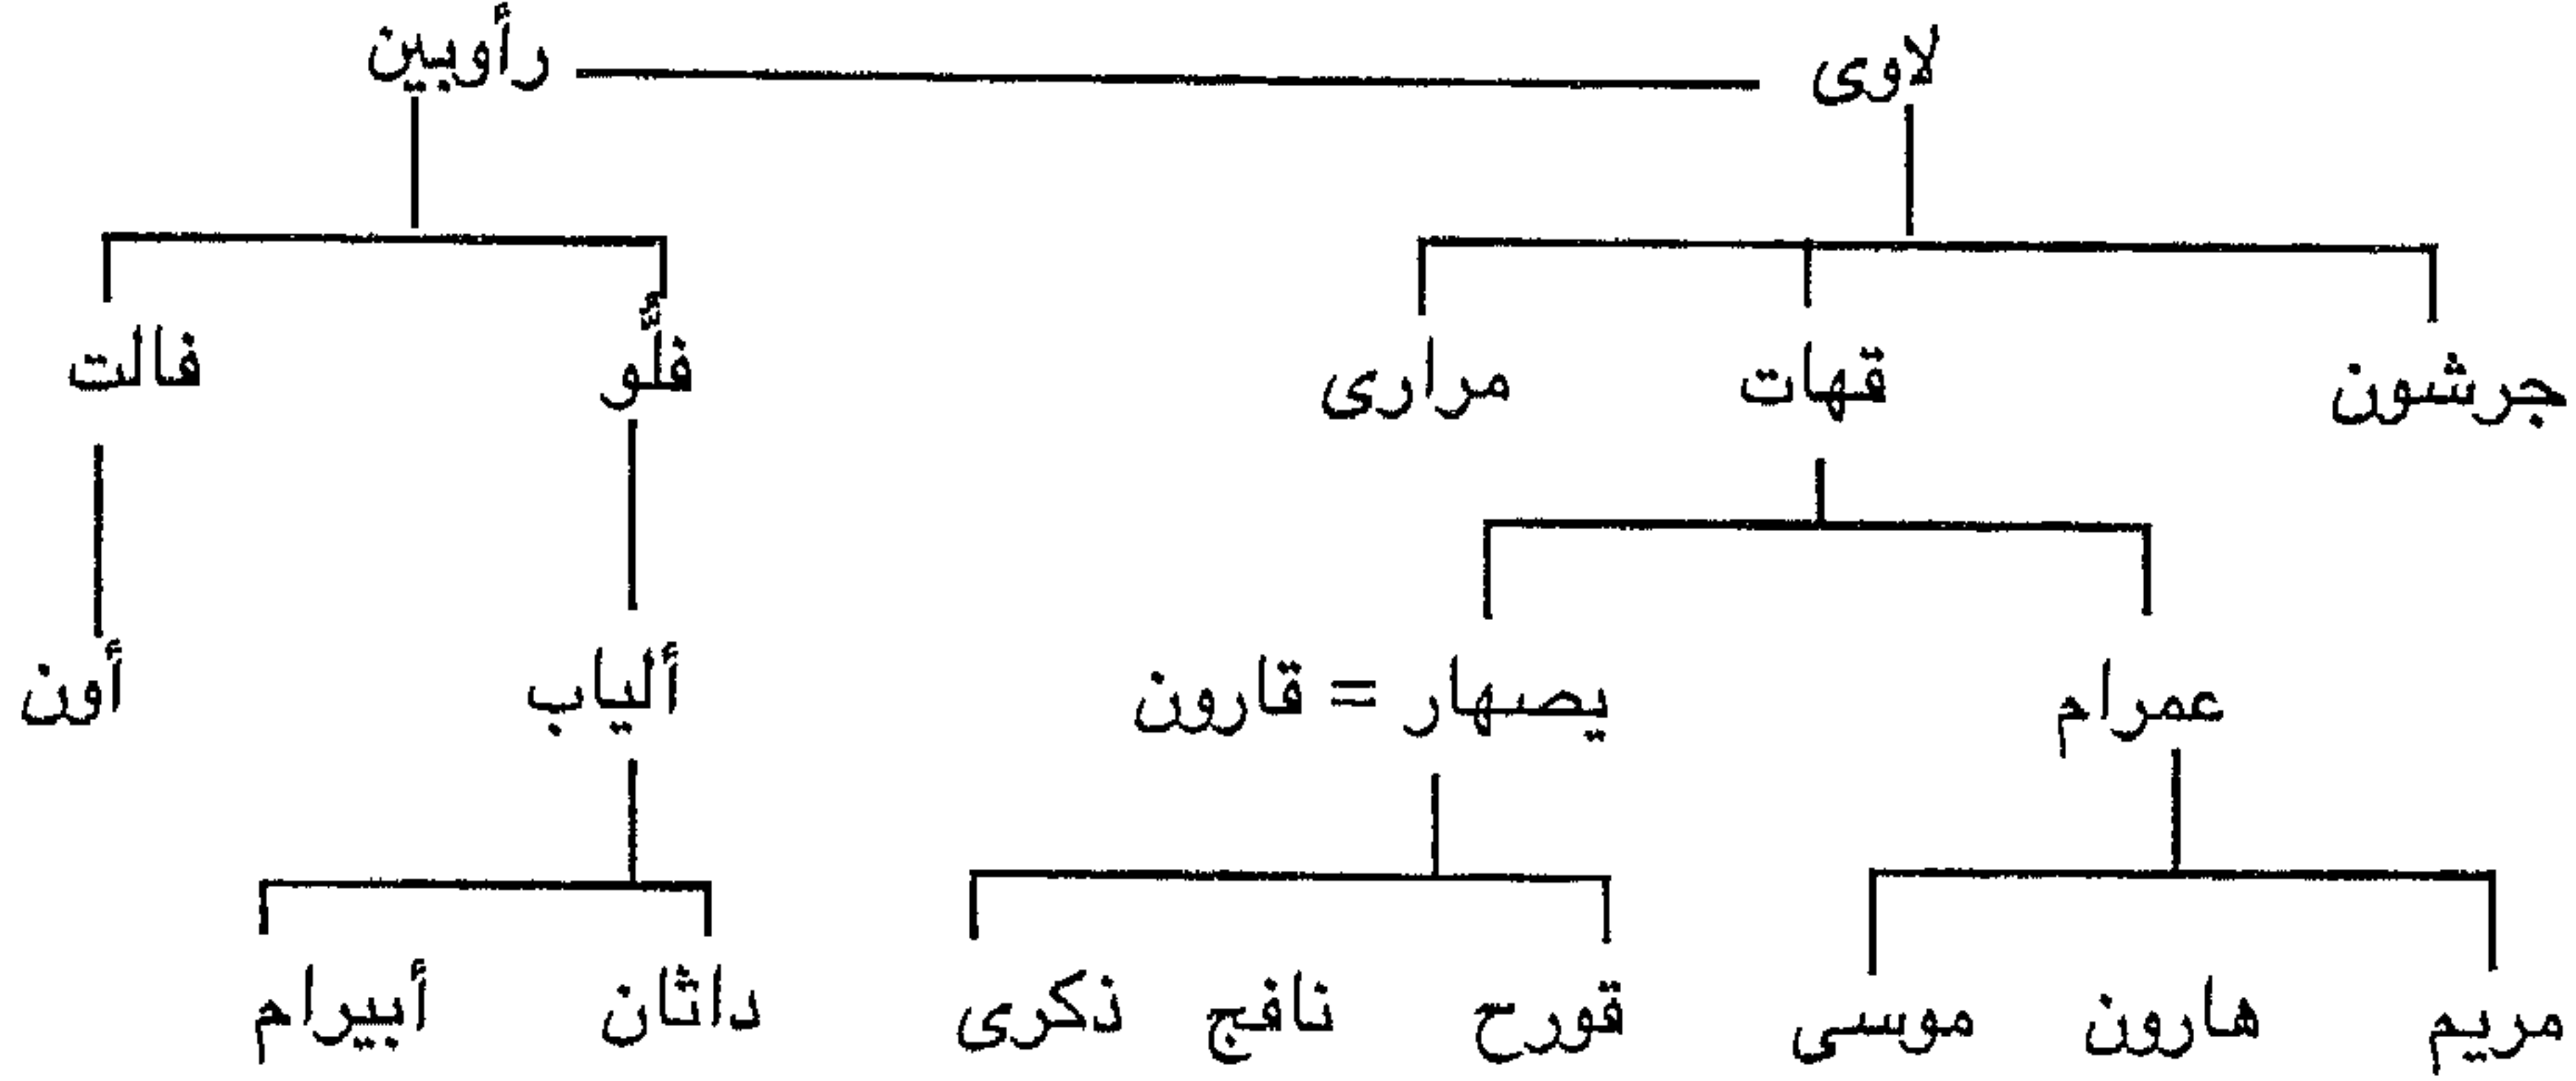 لاوى رأوبين
جرشون قهات مرارى فلُّو فالت
عمرام يصهار = قارون ألياب أون
مريم هارون موسى قورح نافج ذكرى داثان أبيرام